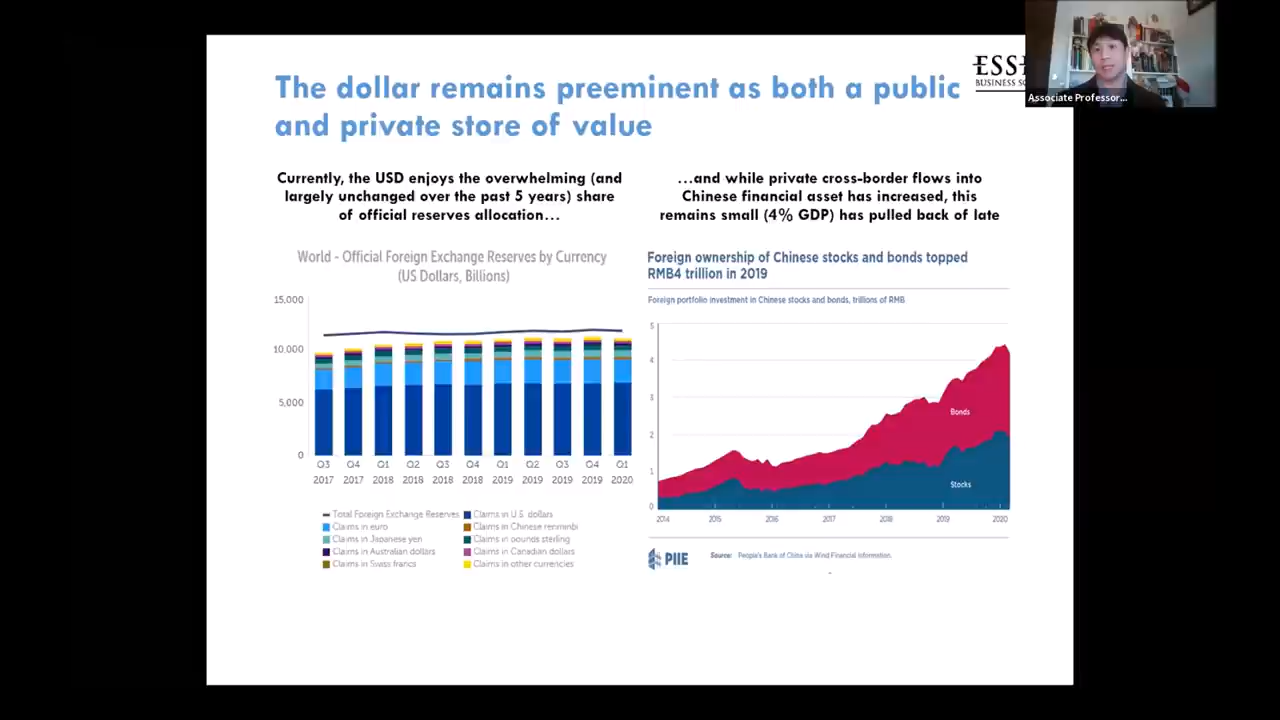 The dollar remains preeminent as both a public
and private store of value
ESS
BUSINESS
Associate Professor...
Currently, the USD enjoys the overwhelming (and
largely unchanged over the past 5 years) share
of official reserves allocation…
…and while private cross-border flows into
Chinese financial asset has increased, this
remains small (4% GDP) has pulled back of late
World - Official Foreign Exchange Reserves by Currency
(US Dollars, Billions)
15,000
10,000
5,000
0
Q3 Q4 Q1 Q2 Q3 Q4 Q1 Q2 Q3 Q4 Q1
2017 2017 2018 2018 2018 2018 2019 2019 2019 2019 2020
Total Foreign Exchange Reserves Claims in U.S. dollars
Claims in euro Claims in Chinese renminbi
Claims in Japanese yen Claims in pounds sterling
Claims in Australian dollars Claims in Canadian dollars
Claims in Swiss francs Claims in other currencies
Foreign ownership of Chinese stocks and bonds topped
RMB4 trillion in 2019
Foreign portfolio investment in Chinese stocks and bonds, trillions of RMB
5
4
3
2
1
0
Bonds
Stocks
2014 2015 2016 2017 2018 2019 2020
PIIE
Source: People's Bank of China via Wind Financial Information.